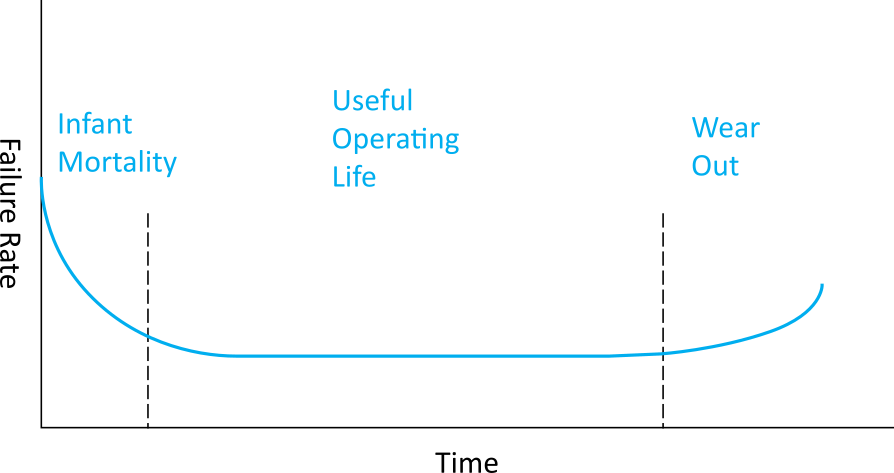 Infant
Mortality
Useful
Operating
Life
Wear
Out
Failure Rate
Time